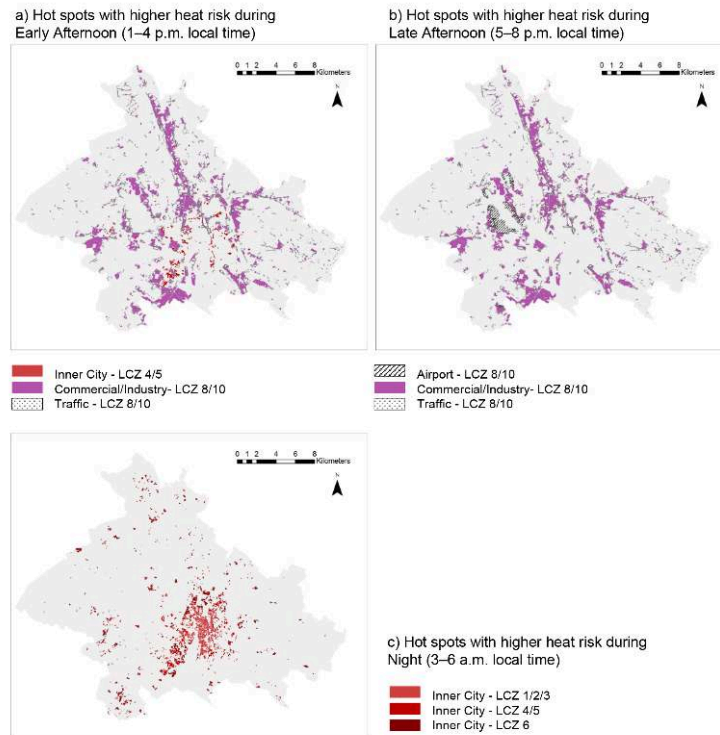 a) Hot spots with higher heat risk during
Early Afternoon (1–4 p.m. local time)
0 1 2 4 6 8
Kilometers
N
Inner City - LCZ 4/5
Commercial/Industry- LCZ 8/10
Traffic - LCZ 8/10
b) Hot spots with higher heat risk during
Late Afternoon (5–8 p.m. local time)
0 1 2 4 6 8
Kilometers
N
Airport - LCZ 8/10
Commercial/Industry- LCZ 8/10
Traffic - LCZ 8/10
0 1 2 4 6 8
Kilometers
N
c) Hot spots with higher heat risk during
Night (3–6 a.m. local time)
Inner City - LCZ 1/2/3
Inner City - LCZ 4/5
Inner City - LCZ 6